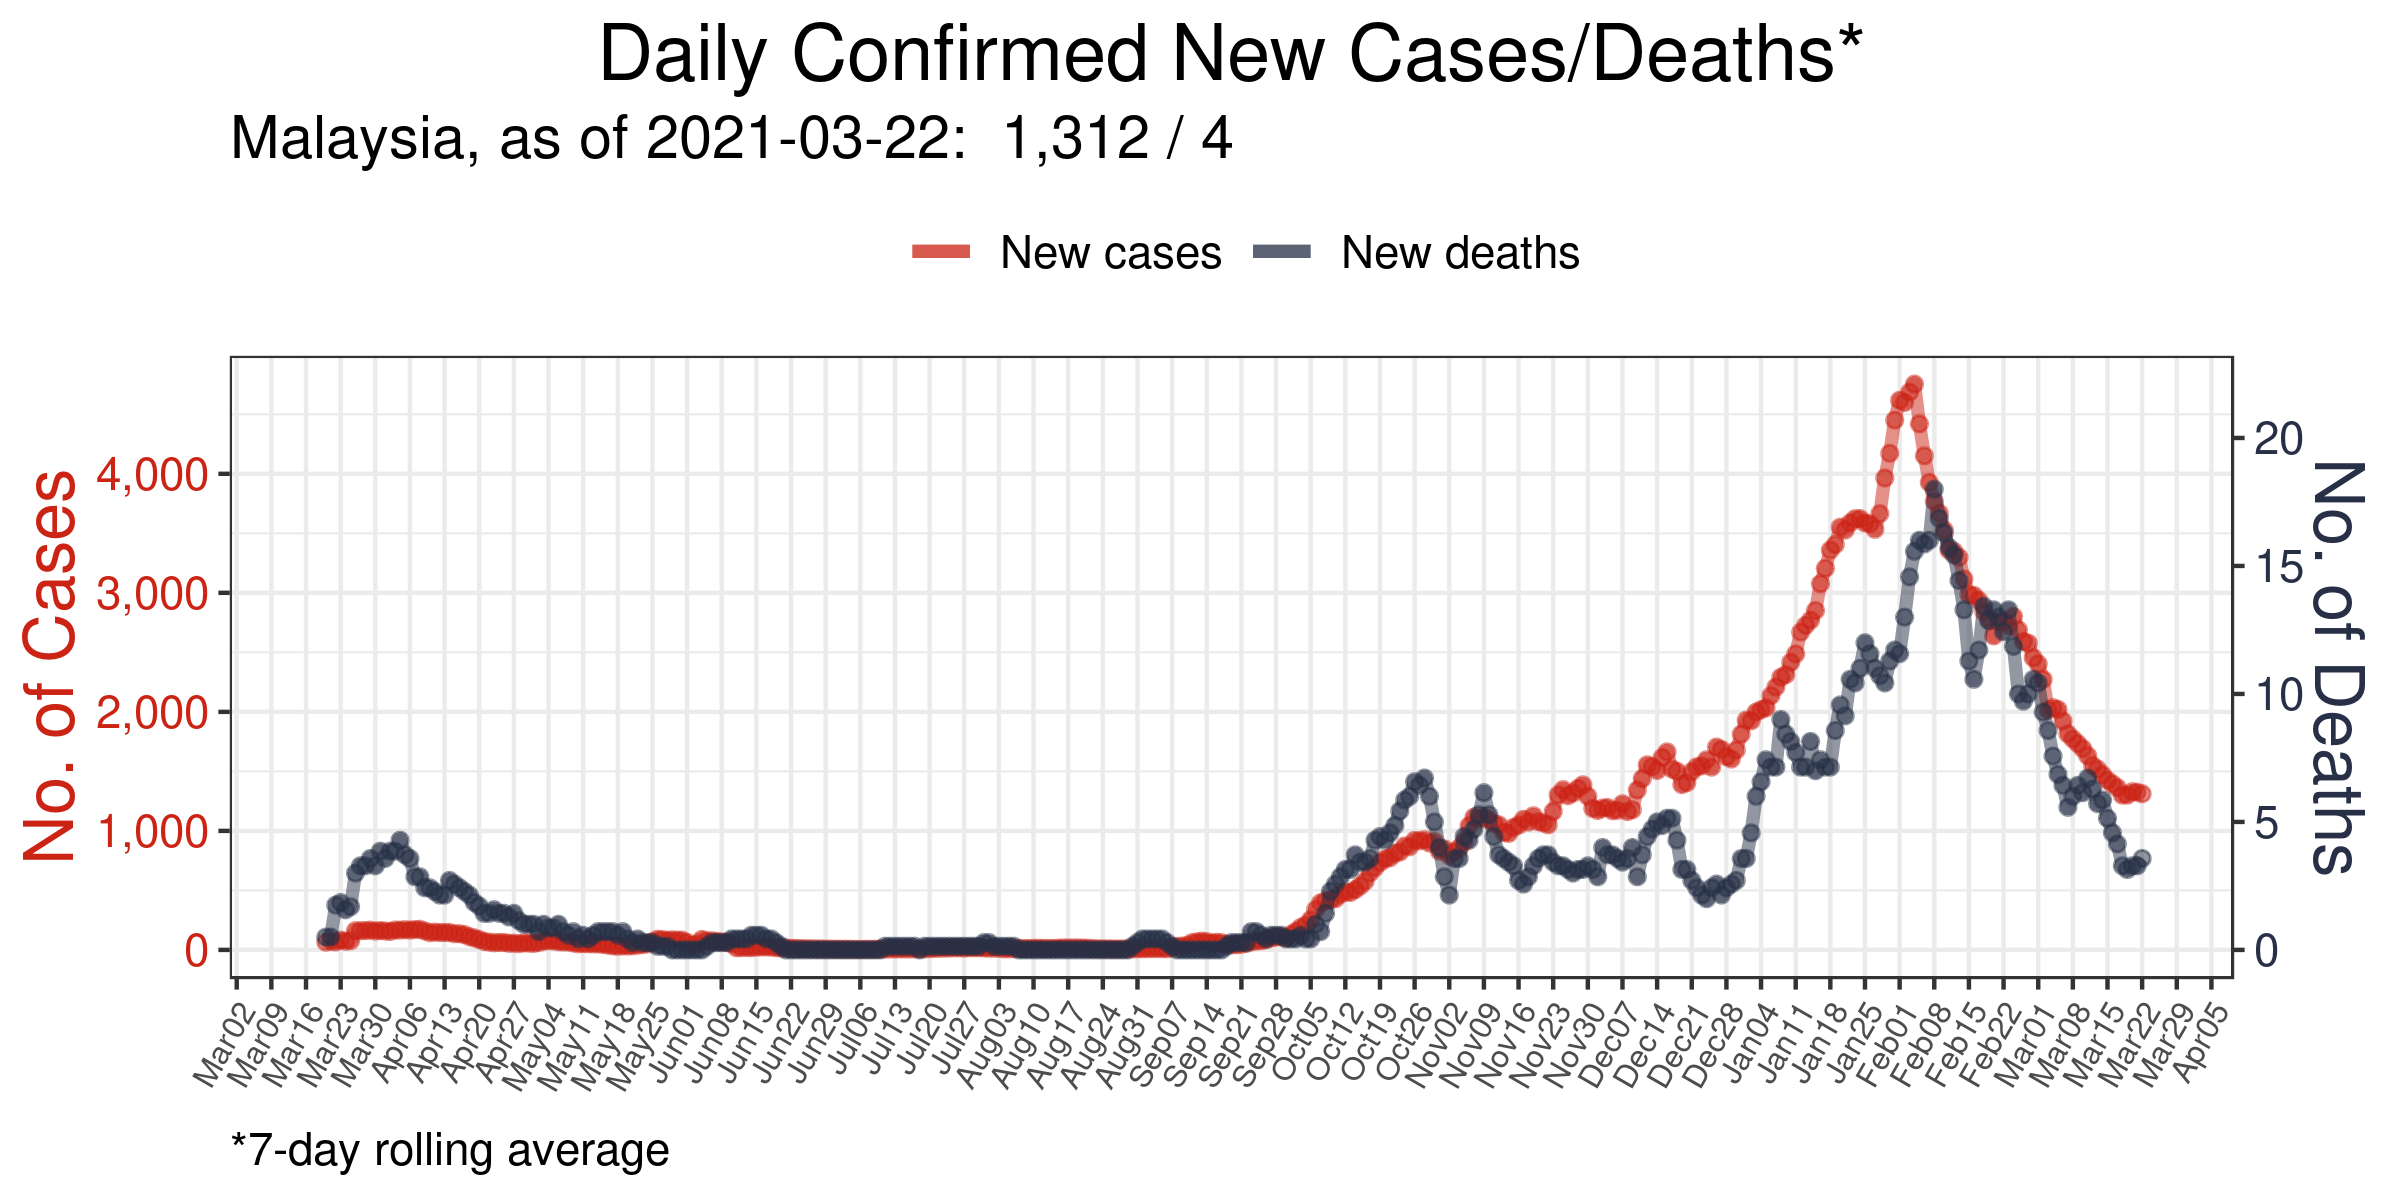 Daily Confirmed New Cases/Deaths*
Malaysia, as of 2021-03-22:  1,312 / 4
New cases
New deaths
No. of Cases
4,000
3,000
2,000
1,000
0
20
15
10
5
0
No. of Deaths
Mar02
Mar09
Mar16
Mar23
Mar30
Apr06
Apr13
Apr20
Apr27
May04
May11
May18
May25
Jun01
Jun08
Jun15
Jun22
Jun29
Jul06
Jul13
Jul20
Jul27
Aug03
Aug10
Aug17
Aug24
Aug31
Sep07
Sep14
Sep21
Sep28
Oct05
Oct12
Oct19
Oct26
Nov02
Nov09
Nov16
Nov23
Nov30
Dec07
Dec14
Dec21
Dec28
Jan04
Jan11
Jan18
Jan25
Feb01
Feb08
Feb15
Feb22
Mar01
Mar08
Mar15
Mar22
Mar29
Apr05
*7-day rolling average